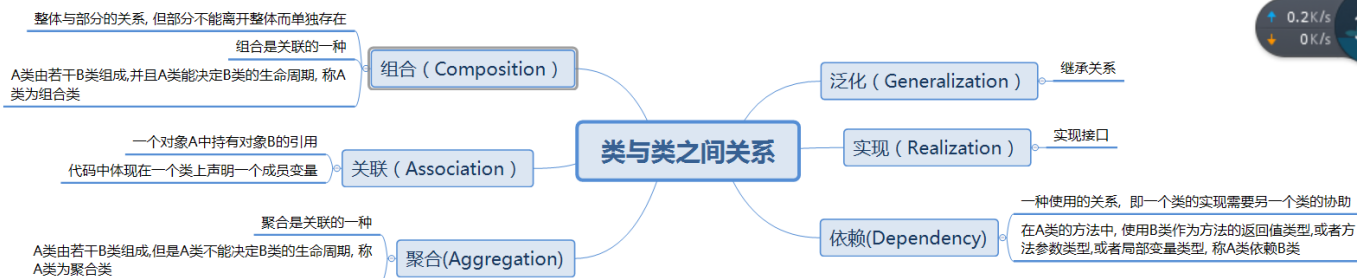 整体与部分的关系, 但部分不能离开整体而单独存在
组合是关联的一种
A类由若干B类组成,并且A类能决定B类的生命周期, 称A
类为组合类
组合（Composition）
一个对象A中持有对象B的引用
代码中体现在一个类上声明一个成员变量
关联（Association）
聚合是关联的一种
A类由若干B类组成,但是A类不能决定B类的生命周期, 称
A类为聚合类
聚合(Aggregation)
类与类之间关系
泛化（Generalization）
继承关系
实现（Realization）
实现接口
依赖(Dependency)
一种使用的关系, 即一个类的实现需要另一个类的协助
在A类的方法中, 使用B类作为方法的返回值类型,或者方
法参数类型,或者局部变量类型, 称A类依赖B类
0.2K/s
0K/s